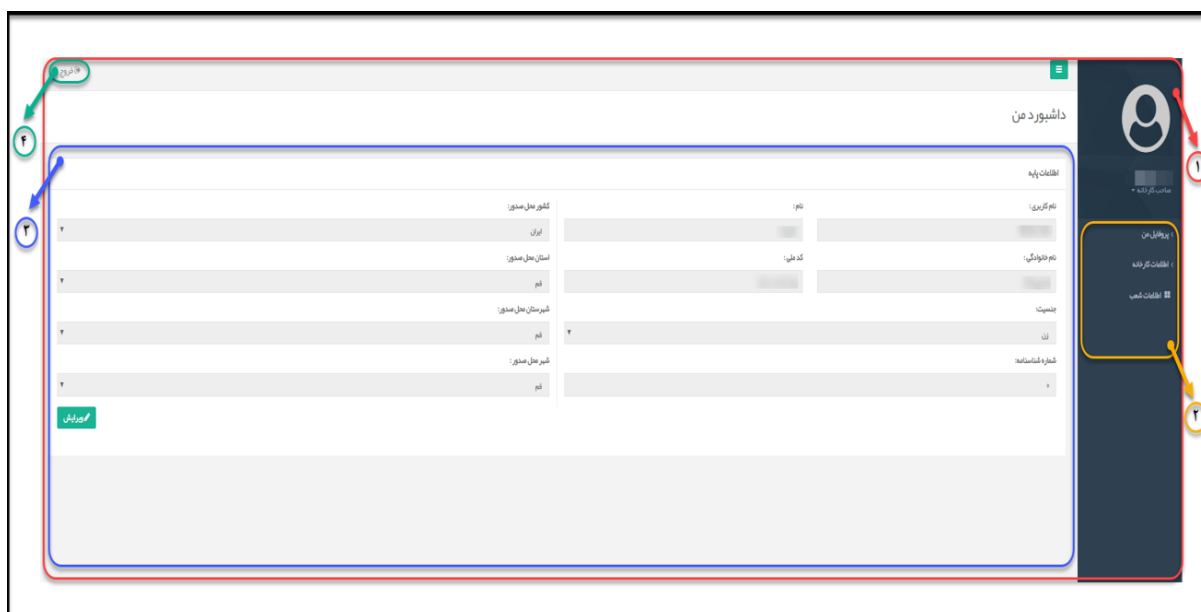 خروج
داشبورد من
۴
۱
صاحب کارخانه
اطلاعات پایه
نام کاربری:
نام:
کشور محل صدور:
ایران
۳
پروفایل من
نام خانوادگی:
کد ملی:
استان محل صدور:
قم
اطلاعات کارخانه
اطلاعات شعب
جنسیت:
زن
شهرستان محل صدور:
قم
شماره شناسنامه:
۰
شهر محل صدور:
قم
۲
ویرایش